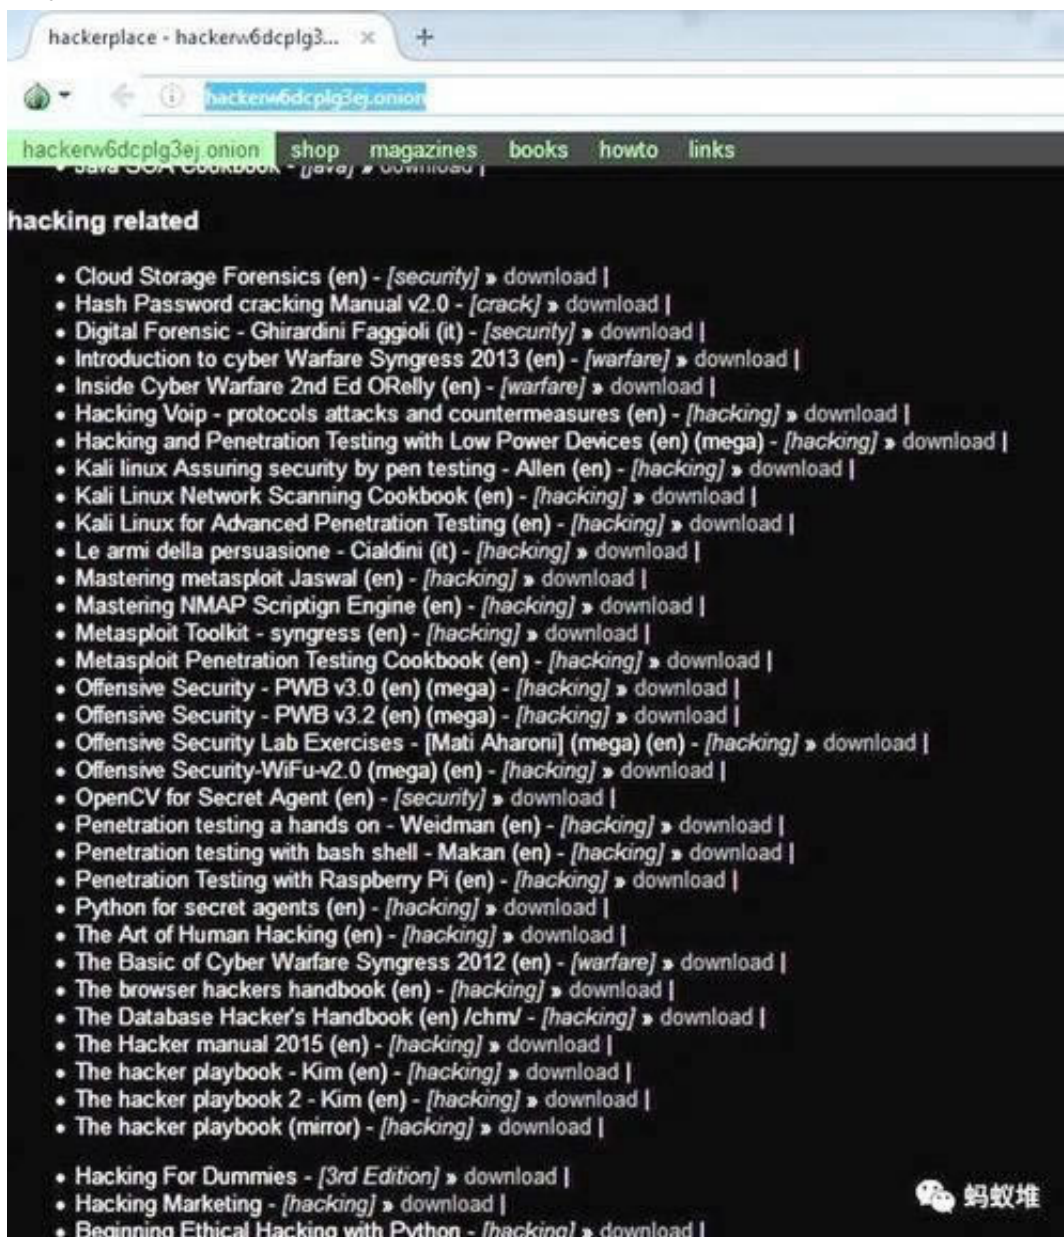 hackerplace - hackerw6dcplg3... × +
hackerw6dcplg3ej.onion
hackerw6dcplg3ej.onion shop magazines books howto links
Java SOA Cookbook - [java] » download |
hacking related
• Cloud Storage Forensics (en) - [security] » download |
• Hash Password cracking Manual v2.0 - [crack] » download |
• Digital Forensic - Ghirardini Faggioli (it) - [security] » download |
• Introduction to cyber Warfare Syngress 2013 (en) - [warfare] » download |
• Inside Cyber Warfare 2nd Ed ORelly (en) - [warfare] » download |
• Hacking Voip - protocols attacks and countermeasures (en) - [hacking] » download |
• Hacking and Penetration Testing with Low Power Devices (en) (mega) - [hacking] » download |
• Kali linux Assuring security by pen testing - Allen (en) - [hacking] » download |
• Kali Linux Network Scanning Cookbook (en) - [hacking] » download |
• Kali Linux for Advanced Penetration Testing (en) - [hacking] » download |
• Le armi della persuasione - Cialdini (it) - [hacking] » download |
• Mastering metasploit Jaswal (en) - [hacking] » download |
• Mastering NMAP Scriptign Engine (en) - [hacking] » download |
• Metasploit Toolkit - syngress (en) - [hacking] » download |
• Metasploit Penetration Testing Cookbook (en) - [hacking] » download |
• Offensive Security - PWB v3.0 (en) (mega) - [hacking] » download |
• Offensive Security - PWB v3.2 (en) (mega) - [hacking] » download |
• Offensive Security Lab Exercises - [Mati Aharoni] (mega) (en) - [hacking] » download |
• Offensive Security-WiFu-v2.0 (mega) (en) - [hacking] » download |
• OpenCV for Secret Agent (en) - [security] » download |
• Penetration testing a hands on - Weidman (en) - [hacking] » download |
• Penetration testing with bash shell - Makan (en) - [hacking] » download |
• Penetration Testing with Raspberry Pi (en) - [hacking] » download |
• Python for secret agents (en) - [hacking] » download |
• The Art of Human Hacking (en) - [hacking] » download |
• The Basic of Cyber Warfare Syngress 2012 (en) - [warfare] » download |
• The browser hackers handbook (en) - [hacking] » download |
• The Database Hacker's Handbook (en) /chm/ - [hacking] » download |
• The Hacker manual 2015 (en) - [hacking] » download |
• The hacker playbook - Kim (en) - [hacking] » download |
• The hacker playbook 2 - Kim (en) - [hacking] » download |
• The hacker playbook (mirror) - [hacking] » download |
• Hacking For Dummies - [3rd Edition] » download |
• Hacking Marketing - [hacking] » download |
• Beginning Ethical Hacking with Python - [hacking] » download |
蚂蚁堆